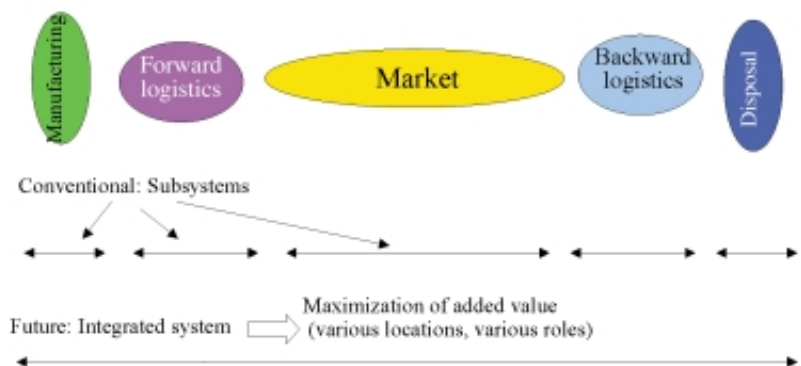 Manufacturing
Forward
logistics
Market
Backward
logistics
Disposal
Conventional: Subsystems
Future: Integrated system
Maximization of added value
(various locations, various roles)